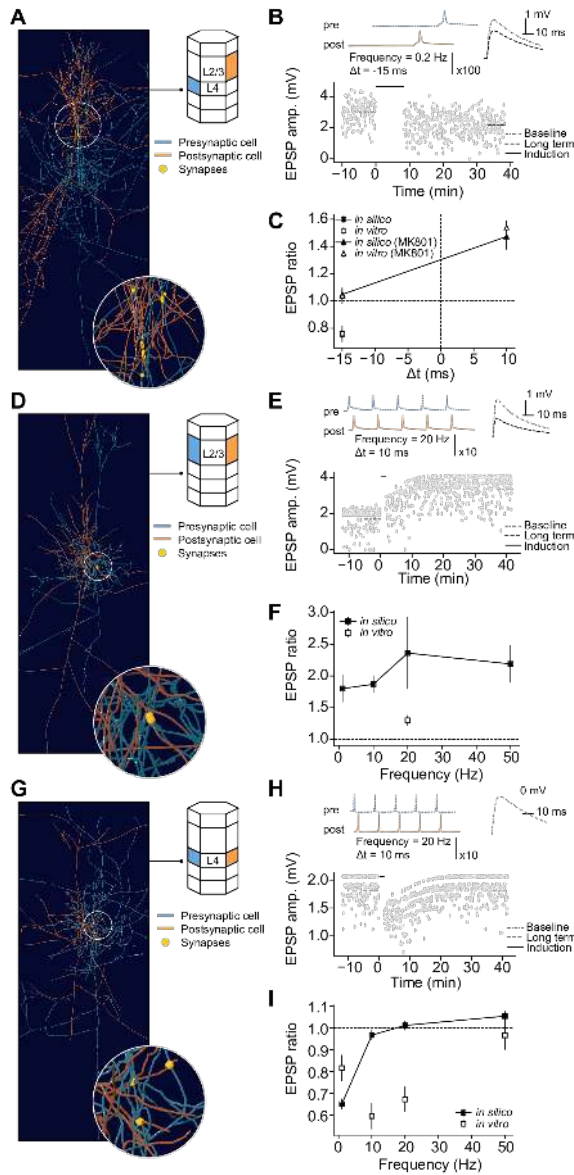 A
L2/3
L4
Presynaptic cell
Postsynaptic cell
Synapses
B
pre
post
Frequency = 0.2 Hz
Δt = -15 ms
x100
1 mV
10 ms
EPSP amp. (mV)
4
2
0
Baseline
Long term
Induction
−10 0 10 20 30 40
Time (min)
C
in silico
in vitro
in silico (MK801)
in vitro (MK801)
EPSP ratio
1.6
1.4
1.2
1.0
0.8
−15 −10 −5 0 5 10
Δt (ms)
D
L2/3
Presynaptic cell
Postsynaptic cell
Synapses
E
pre
post
Frequency = 20 Hz
Δt = 10 ms
x10
1 mV
10 ms
EPSP amp. (mV)
4
2
0
Baseline
Long term
Induction
−10 0 10 20 30 40
Time (min)
F
in silico
in vitro
EPSP ratio
3.0
2.5
2.0
1.5
1.0
0 10 20 30 40 50
Frequency (Hz)
G
L4
Presynaptic cell
Postsynaptic cell
Synapses
H
pre
post
Frequency = 20 Hz
Δt = 10 ms
x10
0 mV
10 ms
EPSP amp. (mV)
2.0
1.5
1.0
Baseline
Long term
Induction
−10 0 10 20 30 40
Time (min)
I
EPSP ratio
1.1
1.0
0.9
0.8
0.7
0.6
in silico
in vitro
0 10 20 30 40 50
Frequency (Hz)